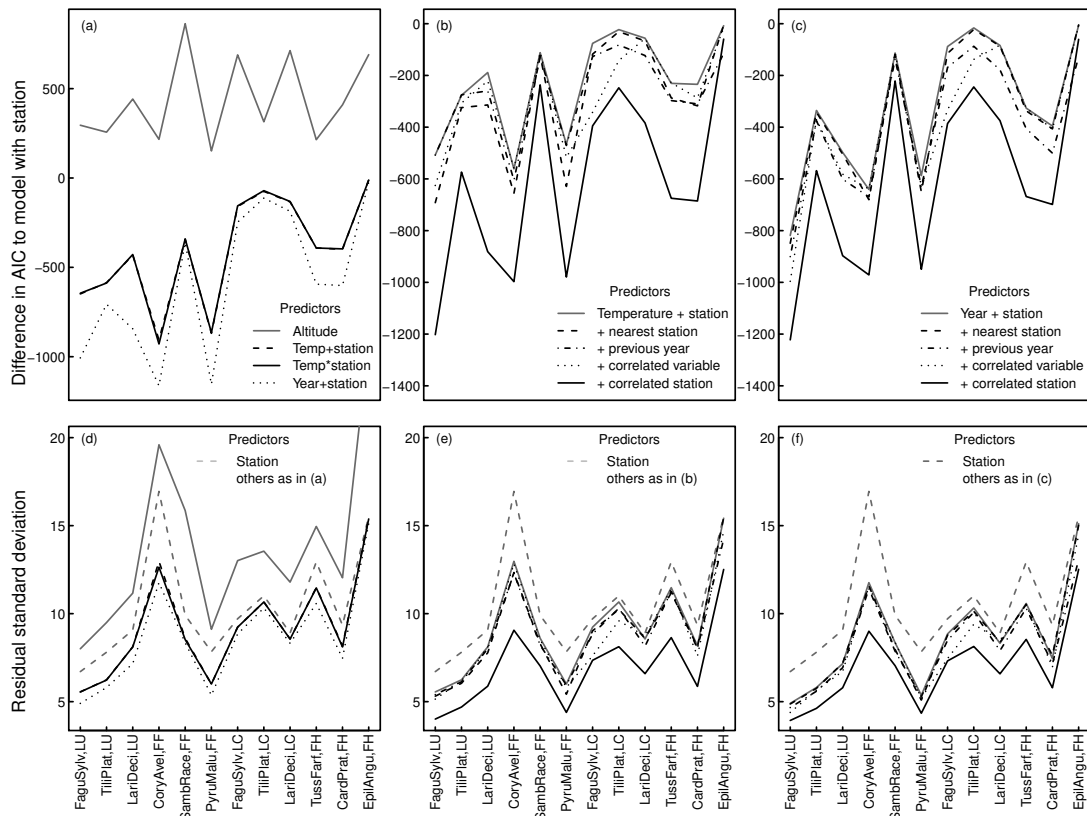 (a)
500
0
−500
−1000
Difference in AIC to model with station
Predictors
Altitude
Temp+station
Temp*station
Year+station
(b)
0
−200
−400
−600
−800
−1000
−1200
−1400
Predictors
Temperature + station
+ nearest station
+ previous year
+ correlated variable
+ correlated station
(c)
0
−200
−400
−600
−800
−1000
−1200
−1400
Predictors
Year + station
+ nearest station
+ previous year
+ correlated variable
+ correlated station
(d)
20
15
10
5
Residual standard deviation
Predictors
Station
others as in (a)
FaguSylv,LU
TiliPlat,LU
LariDeci,LU
CoryAvel,FF
SambRace,FF
PyruMalu,FF
FaguSylv,LC
TiliPlat,LC
LariDeci,LC
TussFarf,FH
CardPrat,FH
EpilAngu,FH
(e)
20
15
10
5
Predictors
Station
others as in (b)
FaguSylv,LU
TiliPlat,LU
LariDeci,LU
CoryAvel,FF
SambRace,FF
PyruMalu,FF
FaguSylv,LC
TiliPlat,LC
LariDeci,LC
TussFarf,FH
CardPrat,FH
EpilAngu,FH
(f)
20
15
10
5
Predictors
Station
others as in (c)
FaguSylv,LU
TiliPlat,LU
LariDeci,LU
CoryAvel,FF
SambRace,FF
PyruMalu,FF
FaguSylv,LC
TiliPlat,LC
LariDeci,LC
TussFarf,FH
CardPrat,FH
EpilAngu,FH